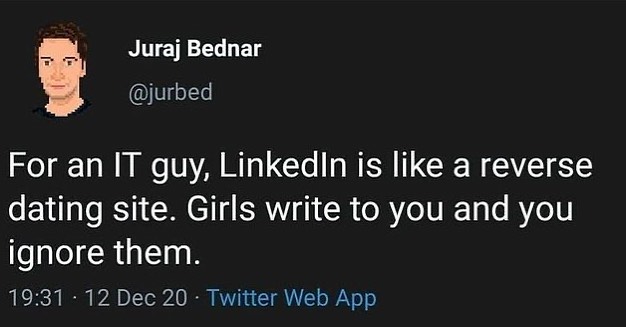 Juraj Bednar
@jurbed
For an IT guy, LinkedIn is like a reverse
dating site. Girls write to you and you
ignore them.
19:31 · 12 Dec 20 · Twitter Web App